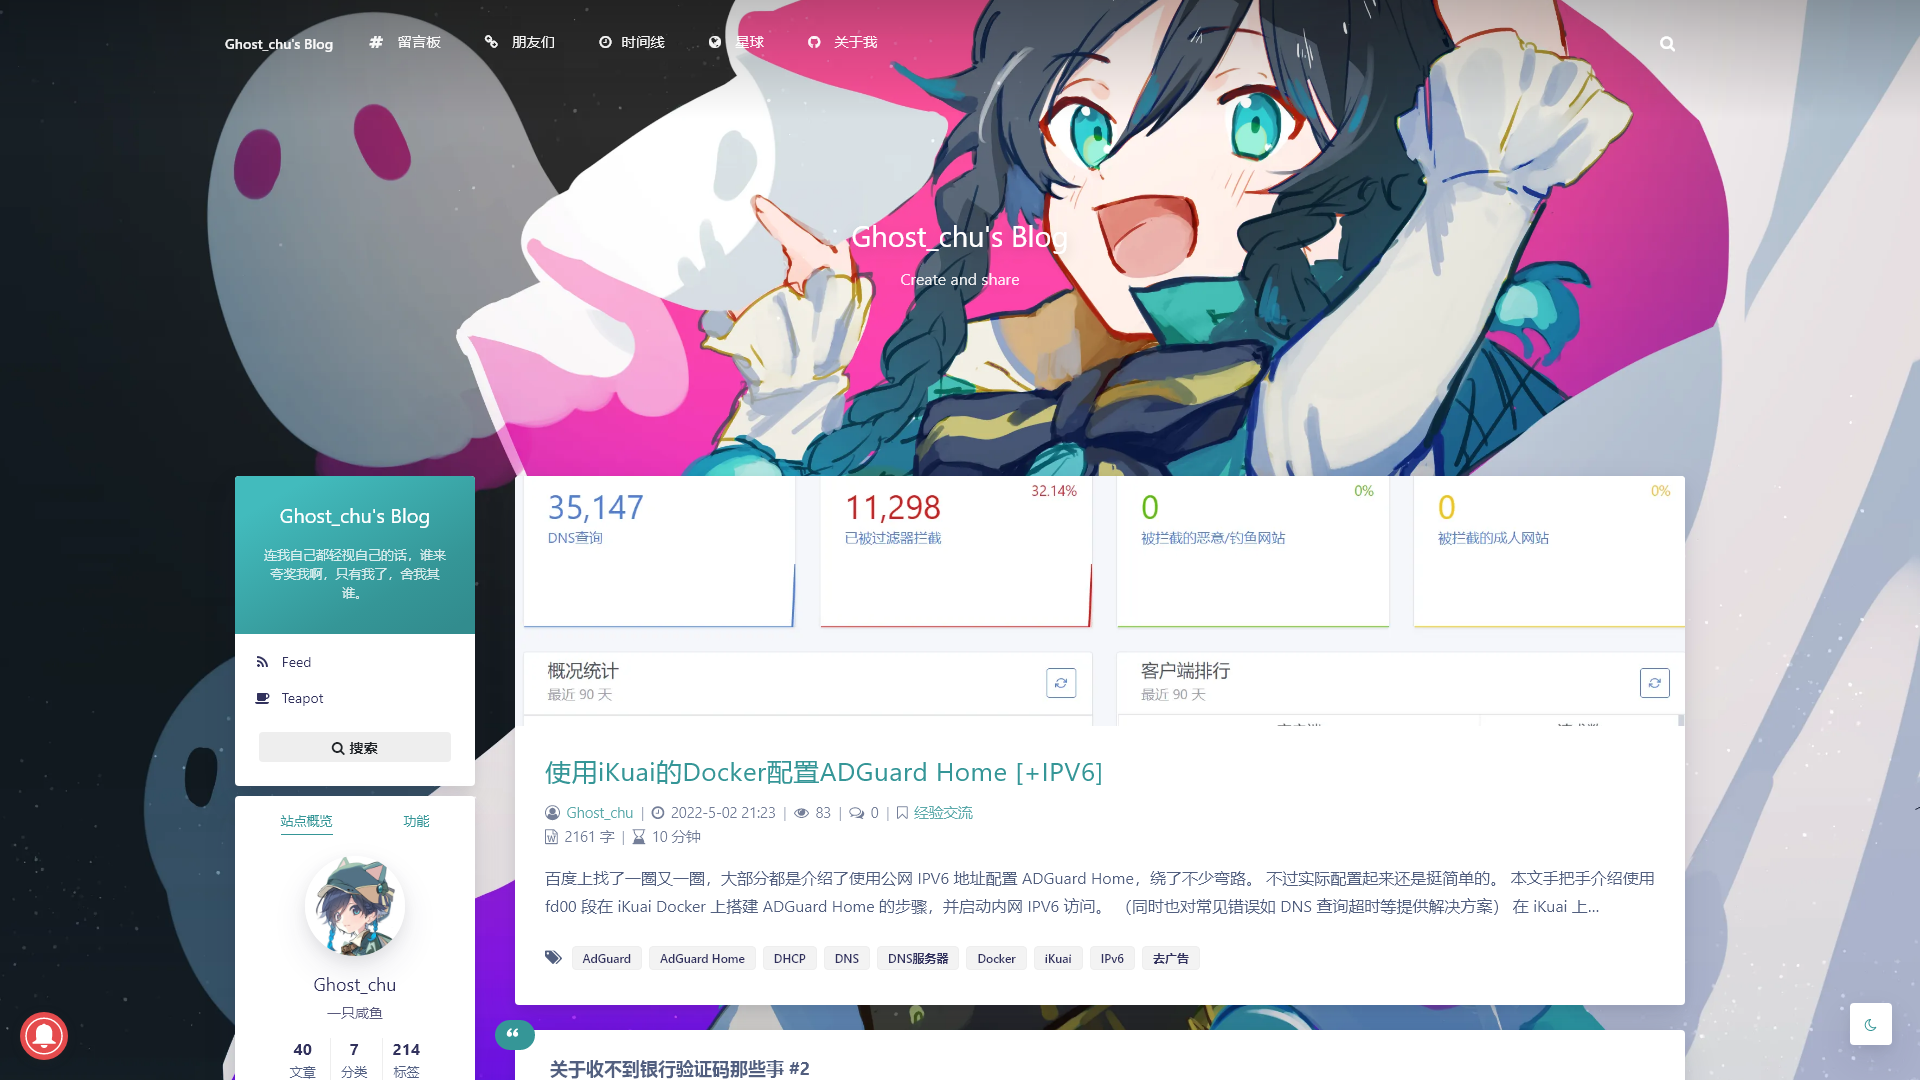 Ghost_chu's Blog
留言板
朋友们
时间线
星球
关于我
Ghost_chu's Blog
Create and share
Ghost_chu's Blog
连我自己都轻视自己的话，谁来
夸奖我啊，只有我了，舍我其
谁。
Feed
Teapot
搜索
站点概览 功能
Ghost_chu
一只咸鱼
40 7 214
文章 分类 标签
35,147
DNS查询
32.14%
11,298
已被过滤器拦截
0%
0
被拦截的恶意/钓鱼网站
0%
0
被拦截的成人网站
概况统计
最近 90 天
客户端排行
最近 90 天
使用iKuai的Docker配置ADGuard Home [+IPV6]
Ghost_chu | 2022-5-02 21:23 | 83 | 0 | 经验交流
2161 字 | 10 分钟
百度上找了一圈又一圈，大部分都是介绍了使用公网 IPV6 地址配置 ADGuard Home，绕了不少弯路。 不过实际配置起来还是挺简单的。 本文手把手介绍使用
fd00 段在 iKuai Docker 上搭建 ADGuard Home 的步骤，并启动内网 IPV6 访问。 （同时也对常见错误如 DNS 查询超时等提供解决方案） 在 iKuai 上...
AdGuard AdGuard Home DHCP DNS DNS服务器 Docker iKuai IPv6 去广告
关于收不到银行验证码那些事 #2